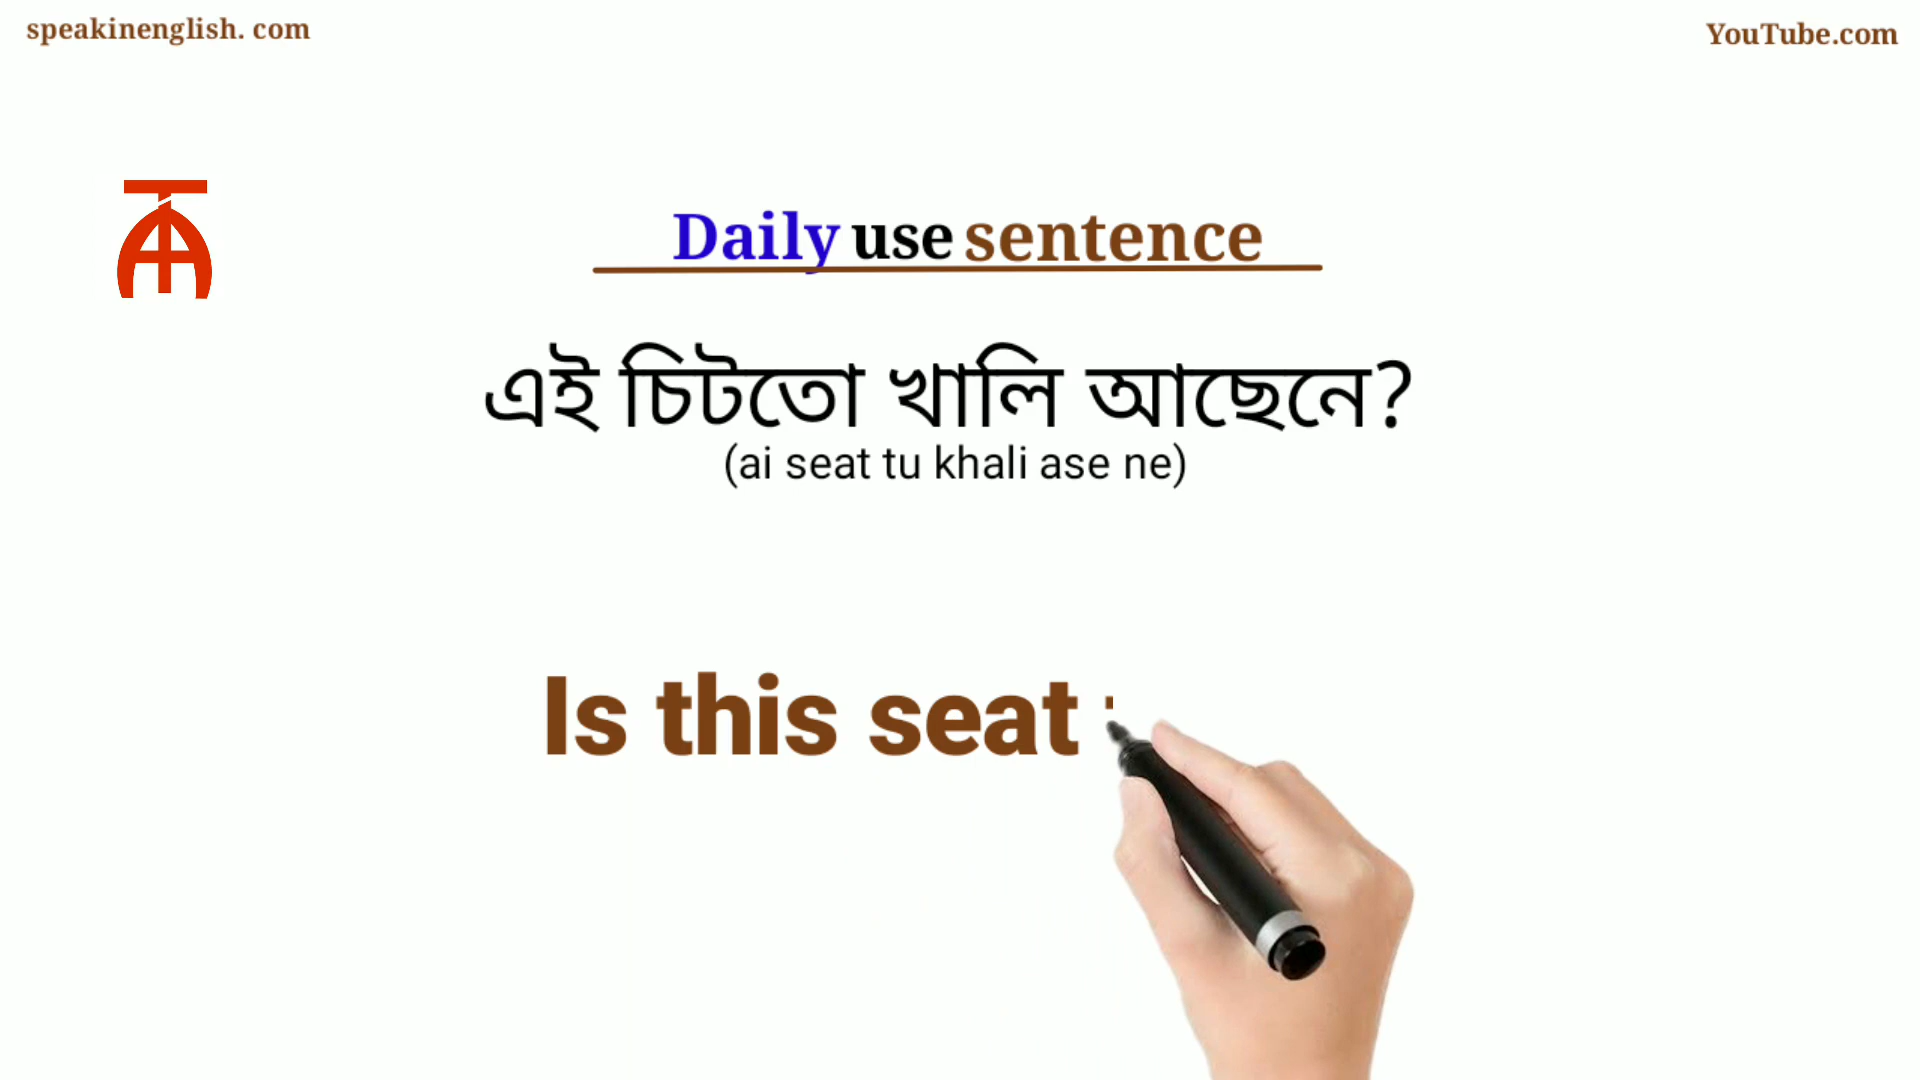 speakinenglish. com
YouTube.com
Daily use sentence
এই চিটতো খালি আছেনে?
(ai seat tu khali ase ne)
Is this seat